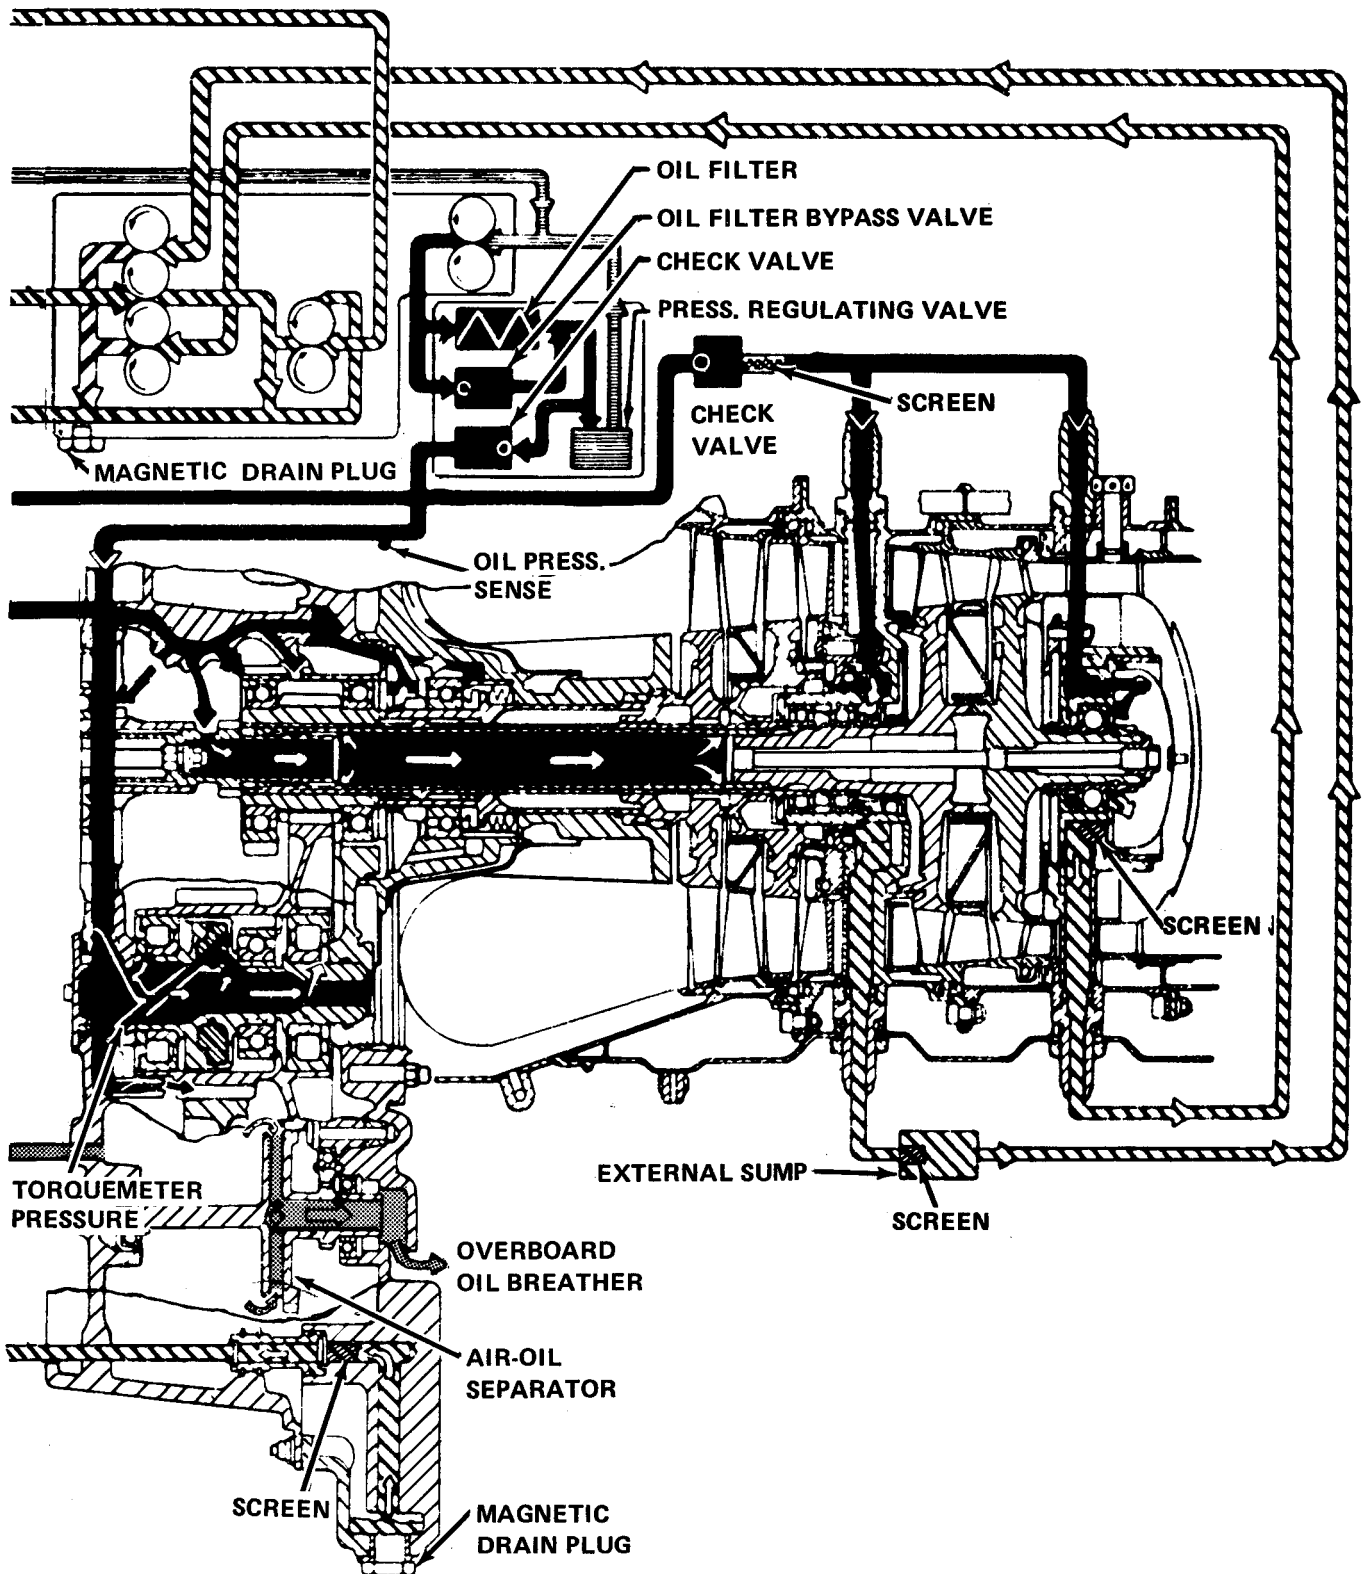 OIL FILTER
OIL FILTER BYPASS VALVE
CHECK VALVE
PRESS. REGULATING VALVE
SCREEN
CHECK
VALVE
MAGNETIC DRAIN PLUG
OIL PRESS.
SENSE
SCREEN
TORQUEMETER
PRESSURE
EXTERNAL SUMP
SCREEN
OVERBOARD
OIL BREATHER
AIR-OIL
SEPARATOR
SCREEN
MAGNETIC
DRAIN PLUG